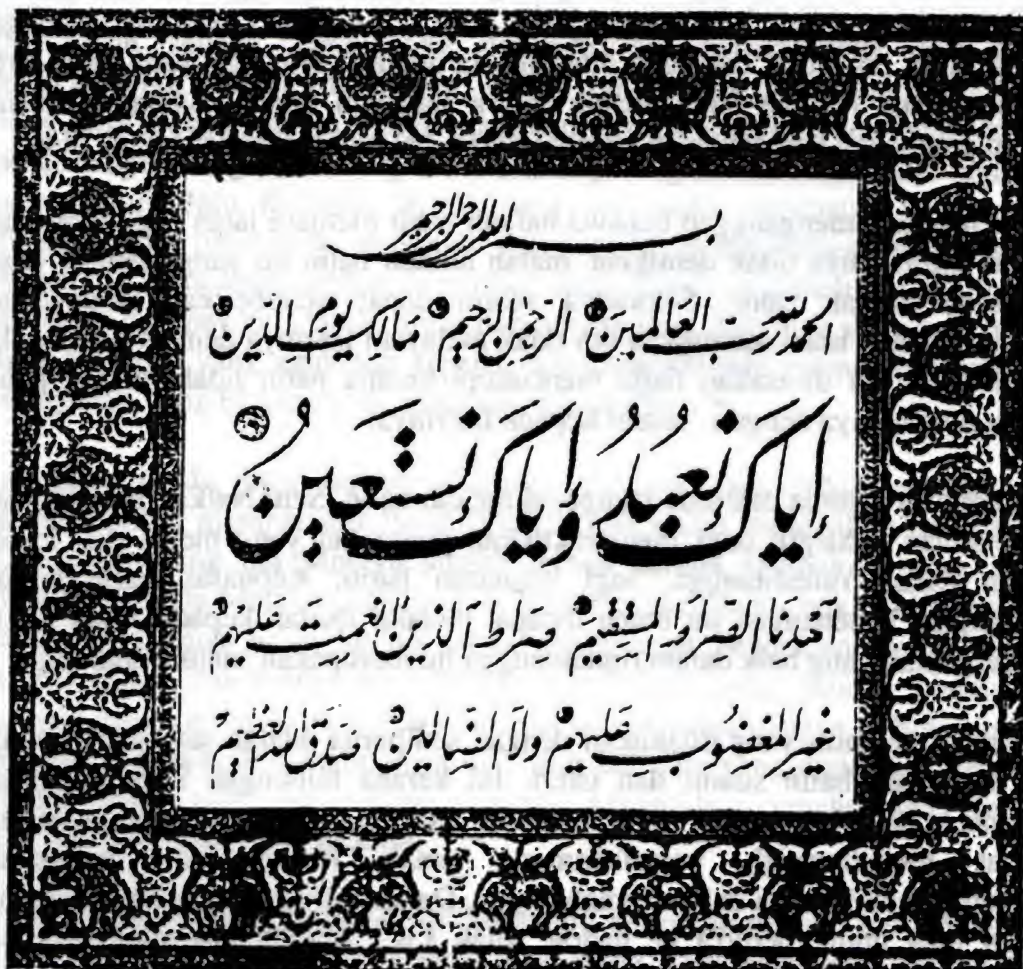 بسم الله الرحمن الرحيم
الحمد لله رب العالمين الرحمن الرحيم مالك يوم الدين
إياك نعبد وإياك نستعين
اهدنا الصراط المستقيم صراط الذين انعمت عليهم
غير المغضوب عليهم ولا الضالين صدق الله العظيم